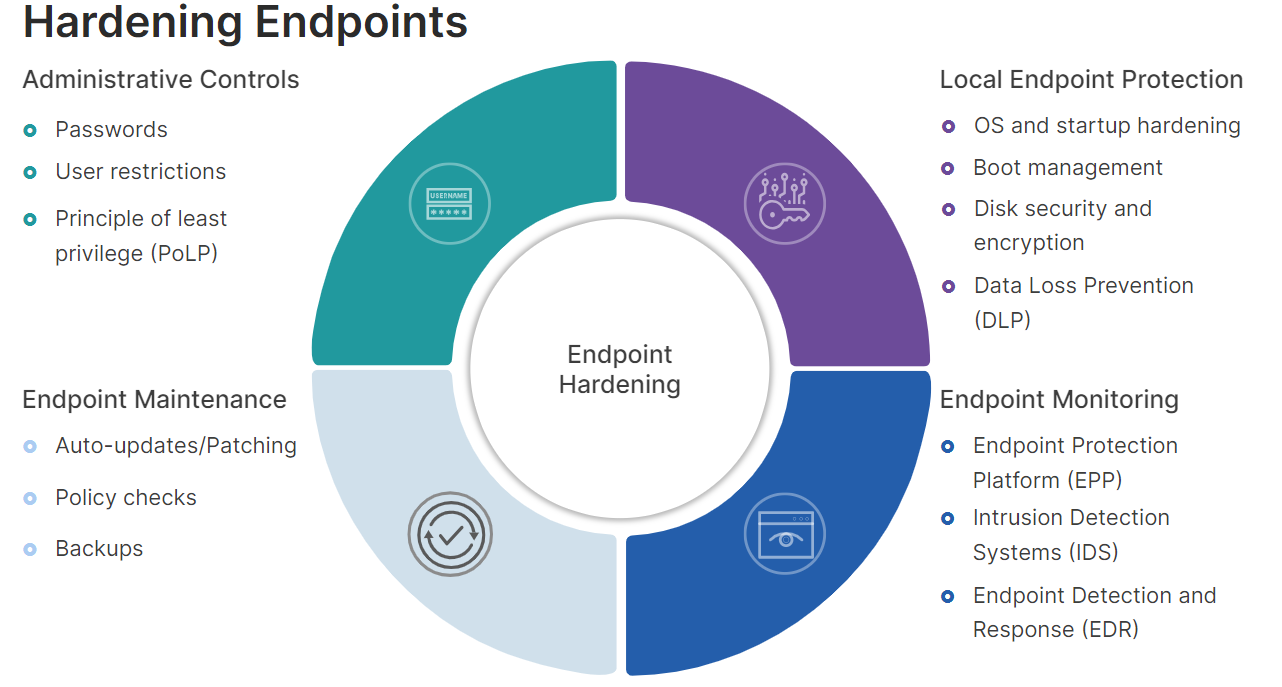 Hardening Endpoints
Administrative Controls
Passwords
User restrictions
Principle of least
privilege (PoLP)
USERNAME
*****
Local Endpoint Protection
OS and startup hardening
Boot management
Disk security and
encryption
Data Loss Prevention
(DLP)
Endpoint
Hardening
Endpoint Maintenance
Auto-updates/Patching
Policy checks
Backups
Endpoint Monitoring
Endpoint Protection
Platform (EPP)
Intrusion Detection
Systems (IDS)
Endpoint Detection and
Response (EDR)